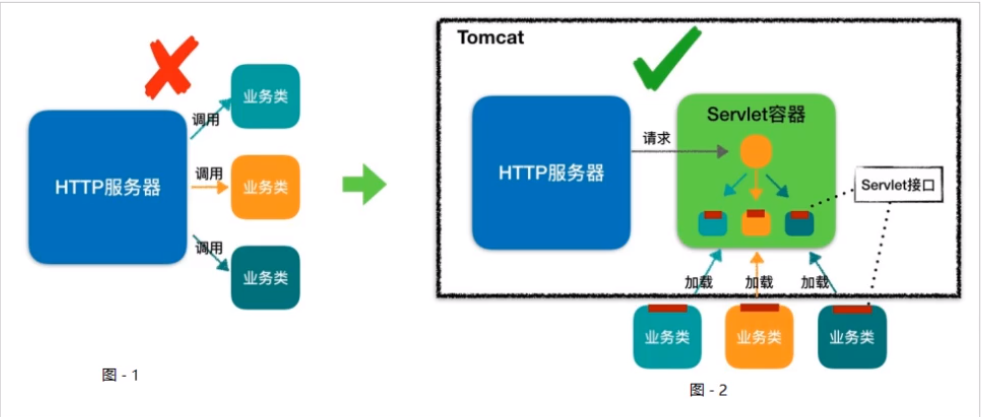 HTTP服务器
调用
业务类
调用
业务类
调用
业务类
图 - 1
Tomcat
HTTP服务器
请求
Servlet容器
Servlet接口
加载
加载
加载
业务类
业务类
业务类
图 - 2